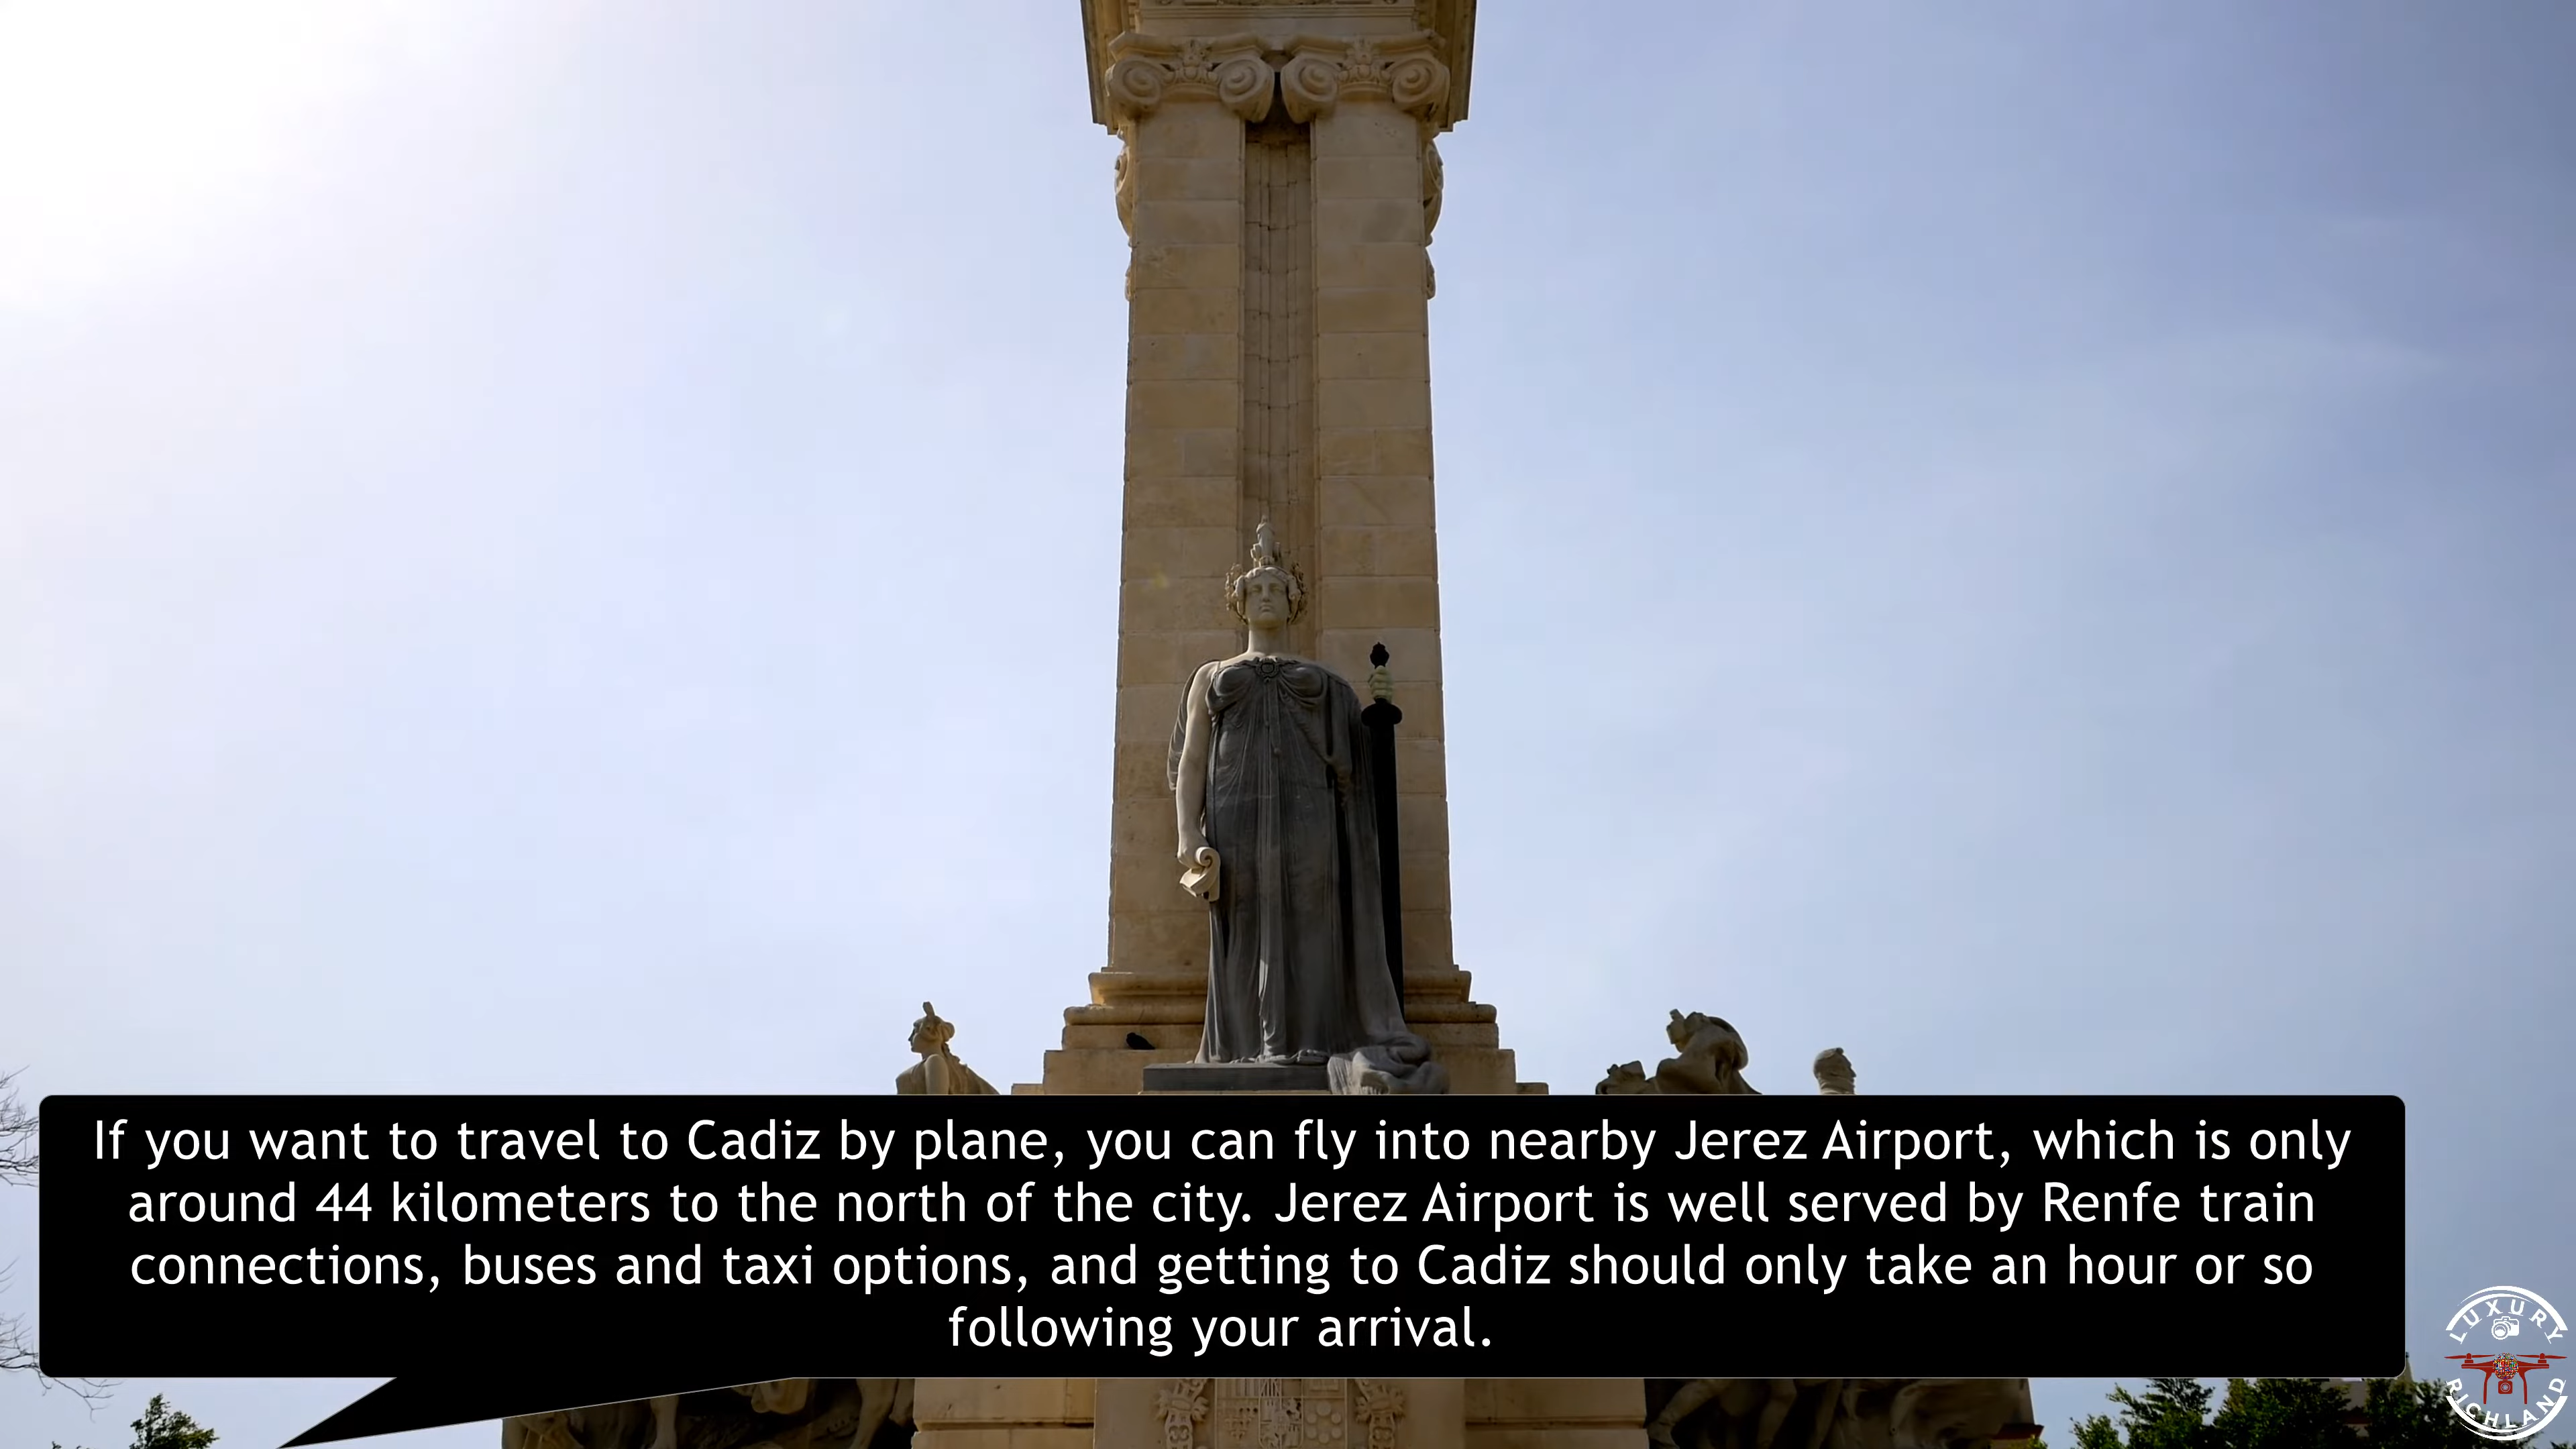 If you want to travel to Cadiz by plane, you can fly into nearby Jerez Airport, which is only
around 44 kilometers to the north of the city. Jerez Airport is well served by Renfe train
connections, buses and taxi options, and getting to Cadiz should only take an hour or so
following your arrival.
LUXURY
RICHLAND